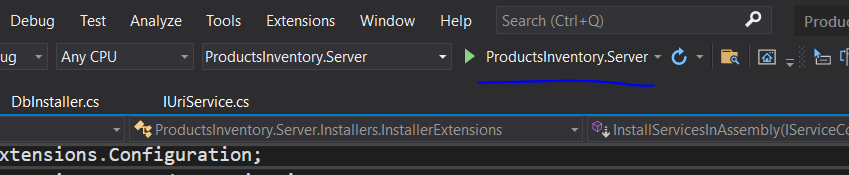 Debug Test Analyze Tools Extensions Window Help Search (Ctrl+Q) Produc
ug Any CPU ProductsInventory.Server ProductsInventory.Server
DbInstaller.cs IUriService.cs
ProductsInventory.Server.Installers.InstallerExtensions InstallServicesInAssembly(IServiceCo
xtensions.Configuration;